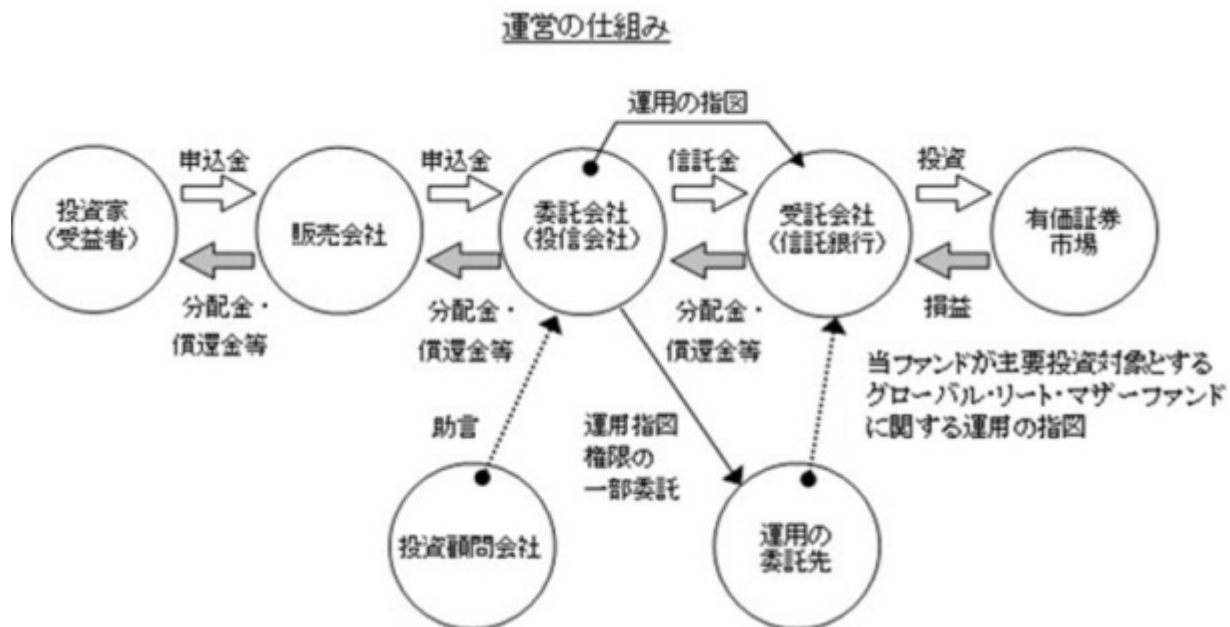 運営の仕組み
運用の指図
申込金
申込金
信託金
投資
投資家
〈受益者〉
販売会社
委託会社
〈投信会社〉
受託会社
〈信託銀行〉
有価証券
市場
分配金・
償還金等
分配金・
償還金等
分配金・
償還金等
損益
当ファンドが主要投資対象とする
グローバル・リート・マザーファンド
に関する運用の指図
助言
運用指図
権限の
一部委託
投資顧問会社
運用の
委託先